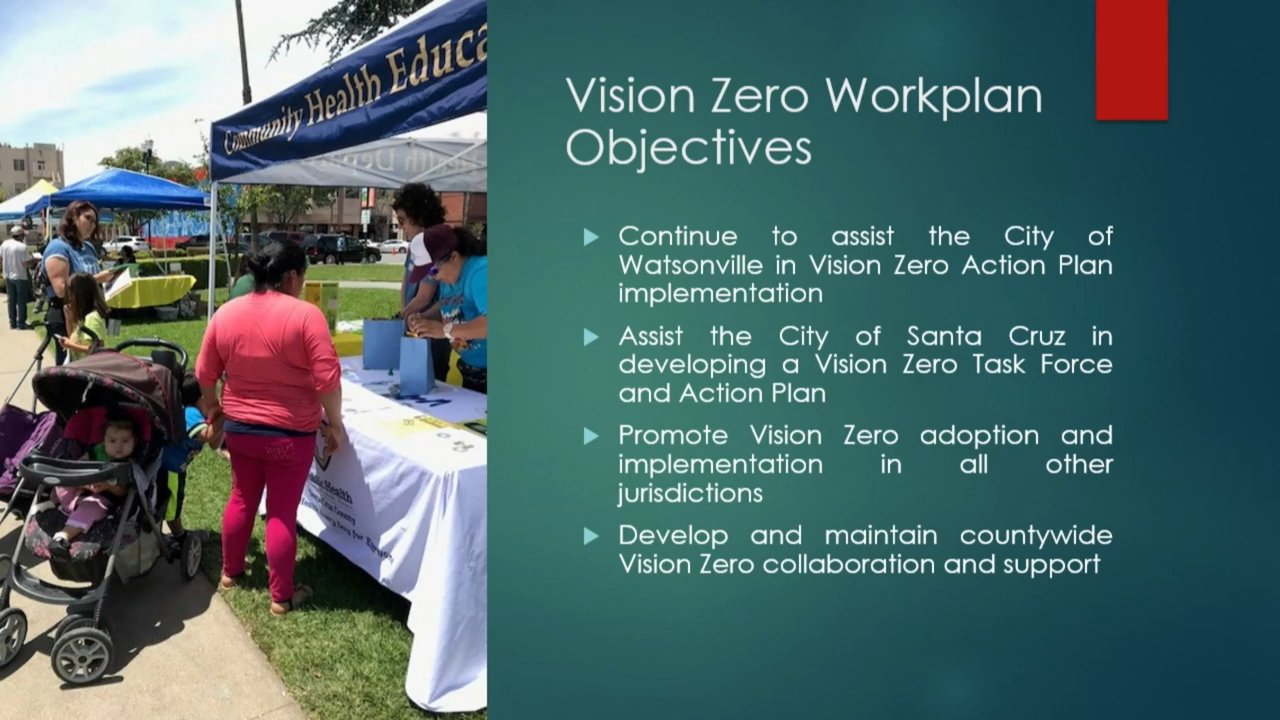 Community Health Educa
Vision Zero Workplan
Objectives
Continue to assist the City of
Watsonville in Vision Zero Action Plan
implementation
Assist the City of Santa Cruz in
developing a Vision Zero Task Force
and Action Plan
Promote Vision Zero adoption and
implementation in all other
jurisdictions
Develop and maintain countywide
Vision Zero collaboration and support
Health